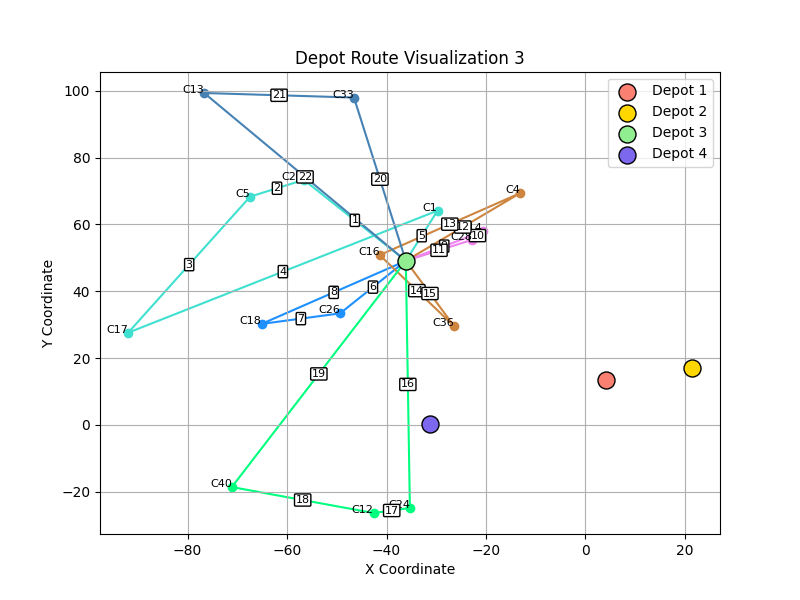 Depot Route Visualization 3
Depot 1
Depot 2
Depot 3
Depot 4
Y Coordinate
100
80
60
40
20
0
−20
−80
−60
−40
−20
0
20
X Coordinate
C13
21
C33
20
C2
22
C5
2
C4
C1
1
13
12
4
5
C28
10
11
C16
3
4
8
6
14
15
C17
C18
7
C26
C36
19
16
C40
18
C12
17
C24